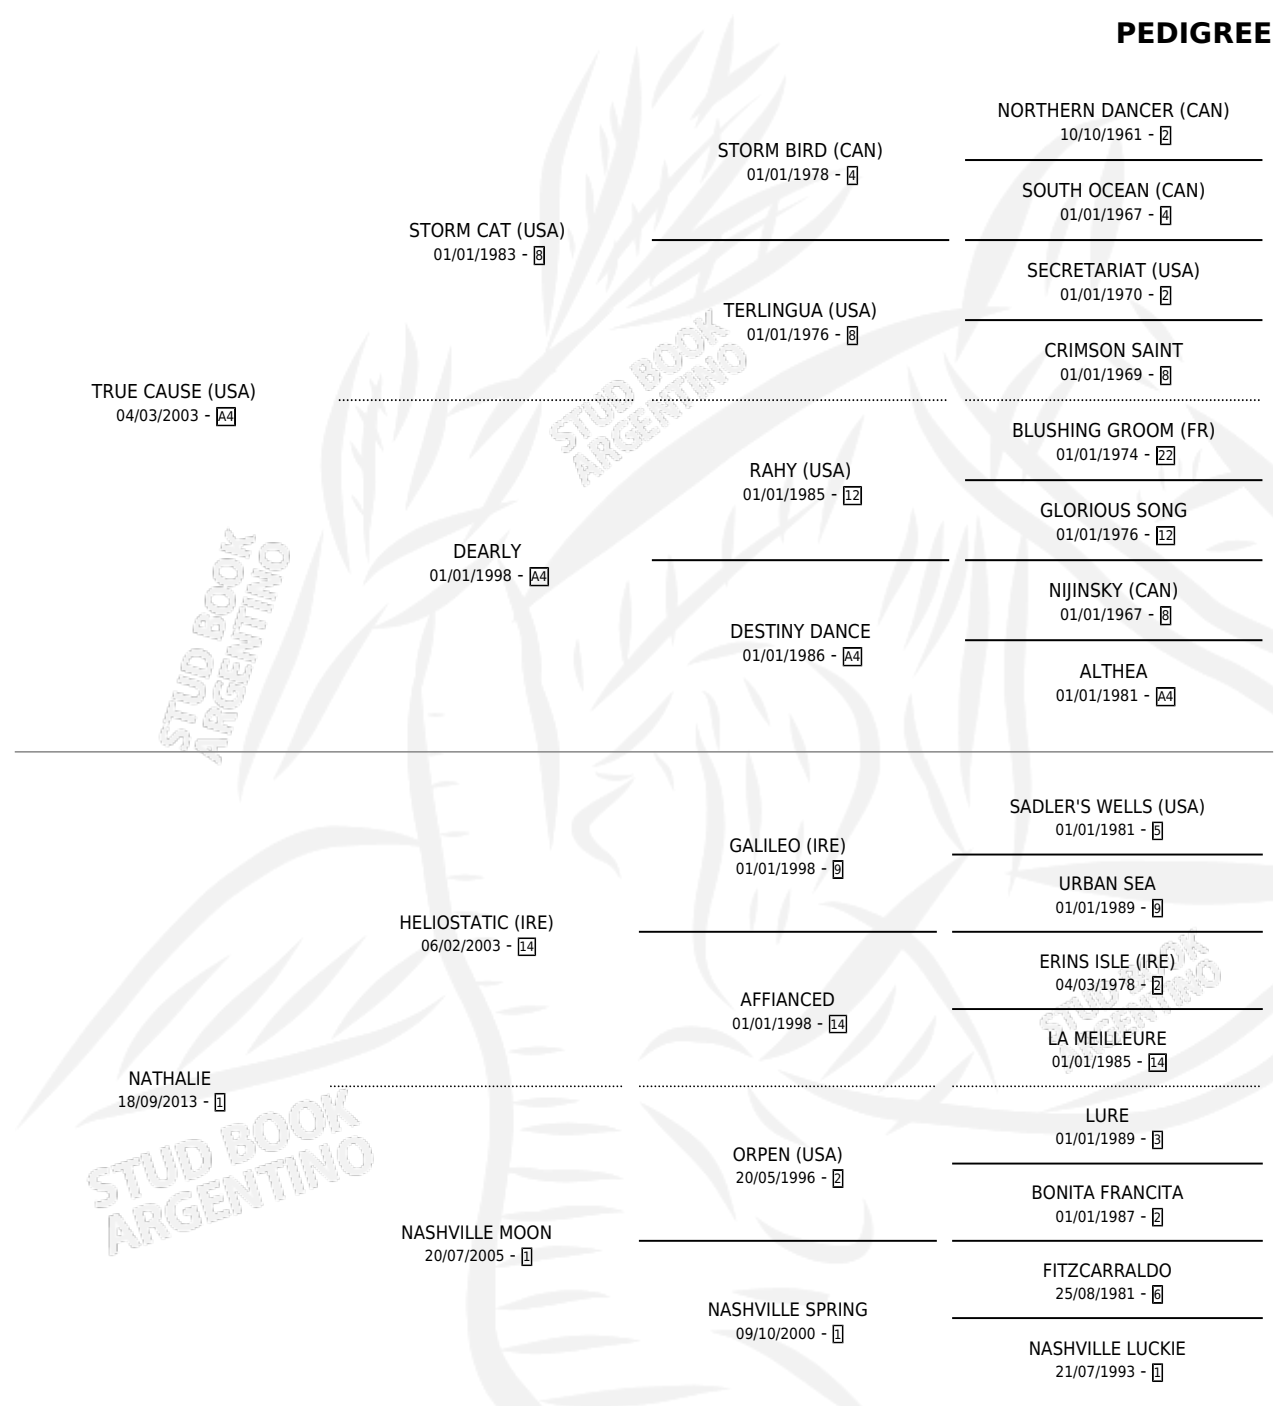 PEDIGREE
NORTHERN DANCER (CAN)
10/10/1961 - 2
STORM BIRD (CAN)
01/01/1978 - 4
SOUTH OCEAN (CAN)
01/01/1967 - 4
STORM CAT (USA)
01/01/1983 - 8
SECRETARIAT (USA)
01/01/1970 - 2
TERLINGUA (USA)
01/01/1976 - 8
CRIMSON SAINT
01/01/1969 - 8
TRUE CAUSE (USA)
04/03/2003 - A4
BLUSHING GROOM (FR)
01/01/1974 - 22
RAHY (USA)
01/01/1985 - 12
GLORIOUS SONG
01/01/1976 - 12
DEARLY
01/01/1998 - A4
NIJINSKY (CAN)
01/01/1967 - 8
DESTINY DANCE
01/01/1986 - A4
ALTHEA
01/01/1981 - A4
SADLER'S WELLS (USA)
01/01/1981 - 5
GALILEO (IRE)
01/01/1998 - 9
URBAN SEA
01/01/1989 - 9
HELIOSTATIC (IRE)
06/02/2003 - 14
ERINS ISLE (IRE)
04/03/1978 - 2
AFFIANCED
01/01/1998 - 14
LA MEILLEURE
01/01/1985 - 14
NATHALIE
18/09/2013 - 1
LURE
01/01/1989 - 3
ORPEN (USA)
20/05/1996 - 2
BONITA FRANCITA
01/01/1987 - 2
NASHVILLE MOON
20/07/2005 - 1
FITZCARRALDO
25/08/1981 - 6
NASHVILLE SPRING
09/10/2000 - 1
NASHVILLE LUCKIE
21/07/1993 - 1
STUD BOOK
ARGENTINO
STUD BOOK
ARGENTINO
STUD BOOK
ARGENTINO
STUD BOOK
ARGENTINO